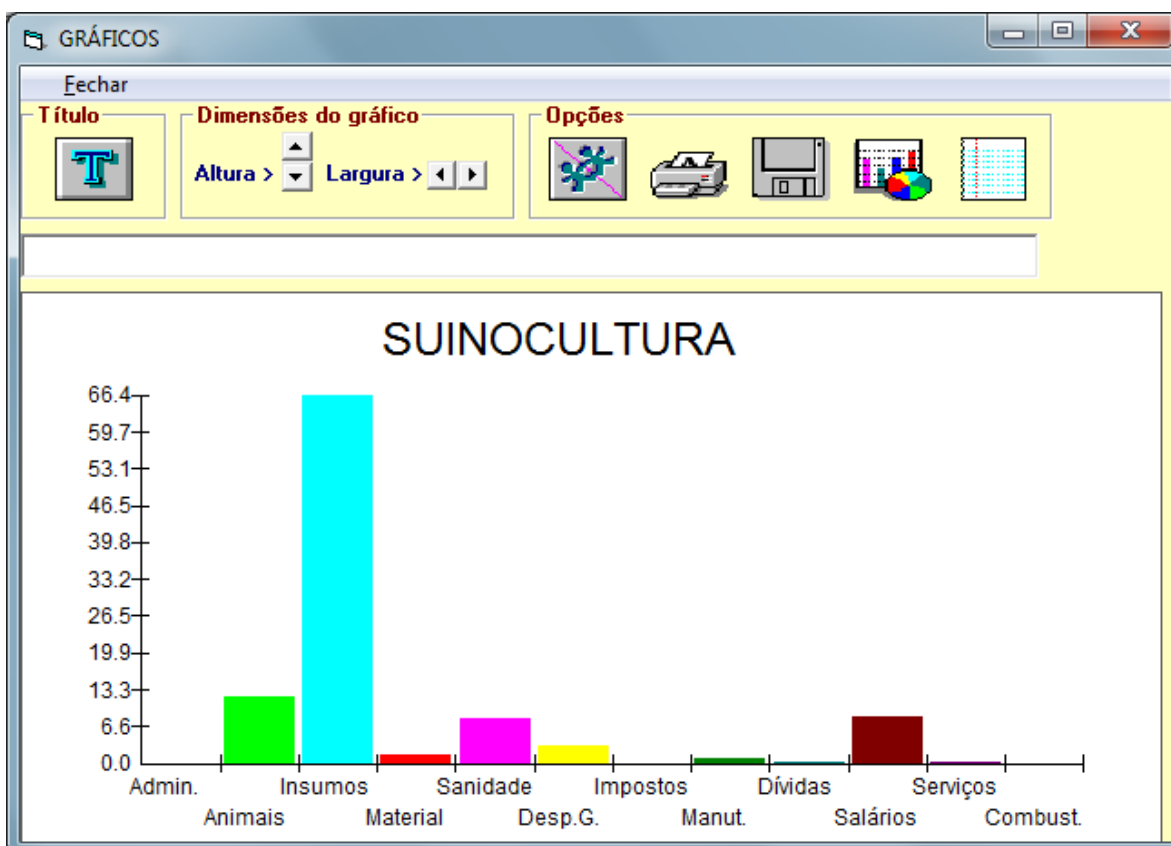 GRÁFICOS
Fechar
Título
Dimensões do gráfico
Opções
T
Altura >
Largura >
SUINOCULTURA
66.4
59.7
53.1
46.5
39.8
33.2
26.5
19.9
13.3
6.6
0.0
Admin. Insumos Sanidade Impostos Dívidas Serviços
Animais Material Desp.G. Manut. Salários Combust.